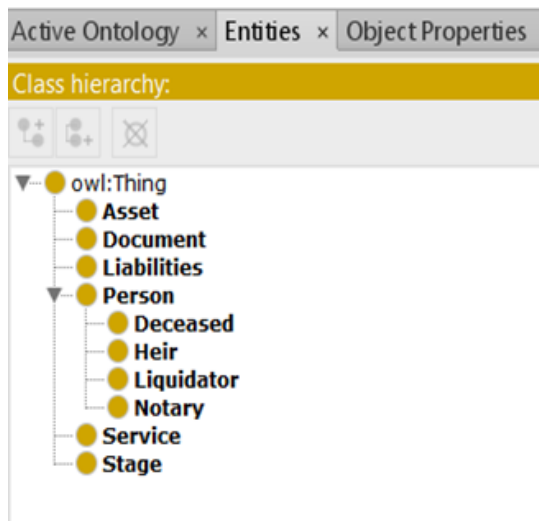 Active Ontology × Entities × Object Properties
Class hierarchy:
owl:Thing
Asset
Document
Liabilities
Person
Deceased
Heir
Liquidator
Notary
Service
Stage